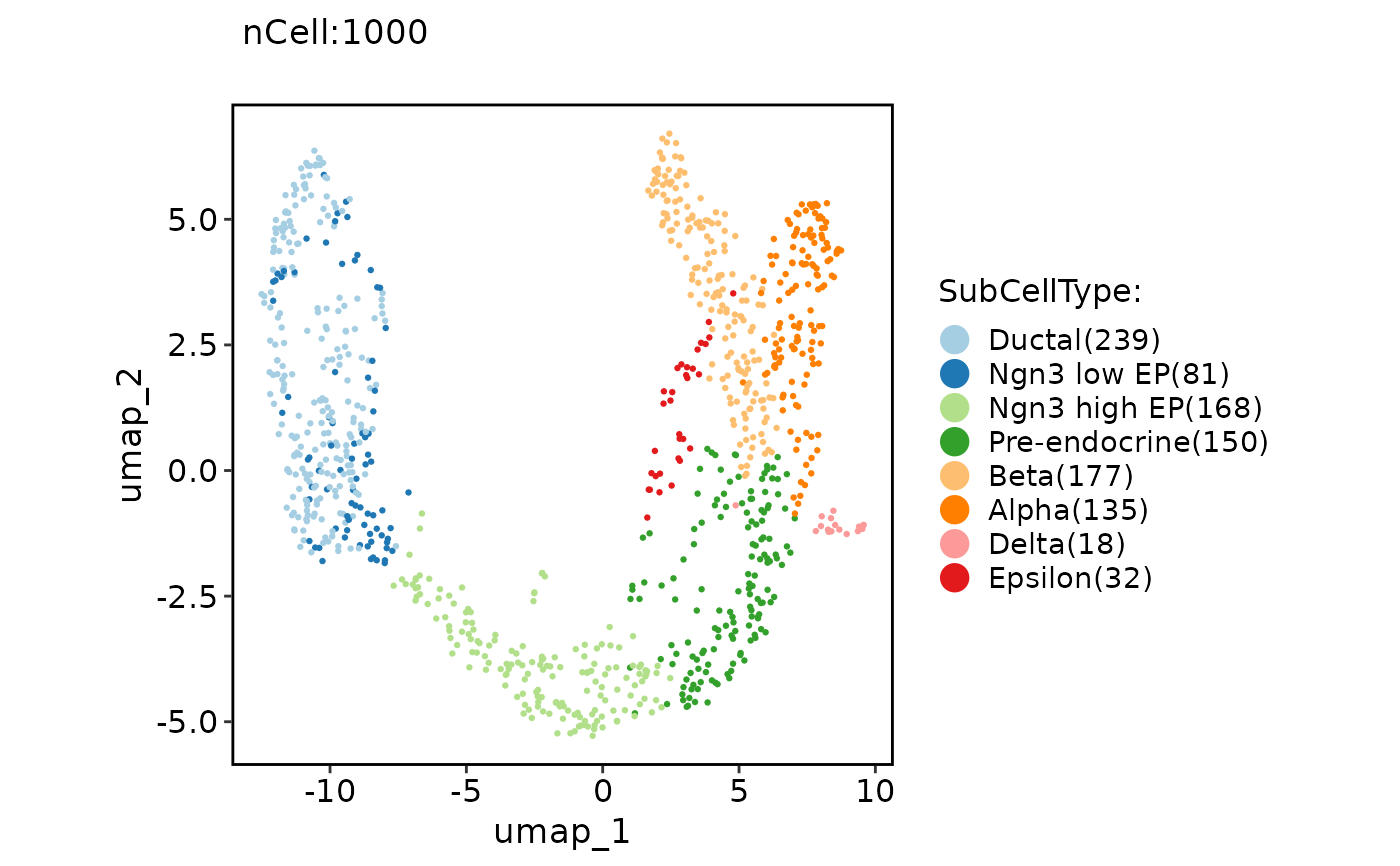 nCell:1000
umap_2
5.0
2.5
0.0
-2.5
-5.0
-10
-5
0
5
10
umap_1
SubCellType:
Ductal(239)
Ngn3 low EP(81)
Ngn3 high EP(168)
Pre-endocrine(150)
Beta(177)
Alpha(135)
Delta(18)
Epsilon(32)